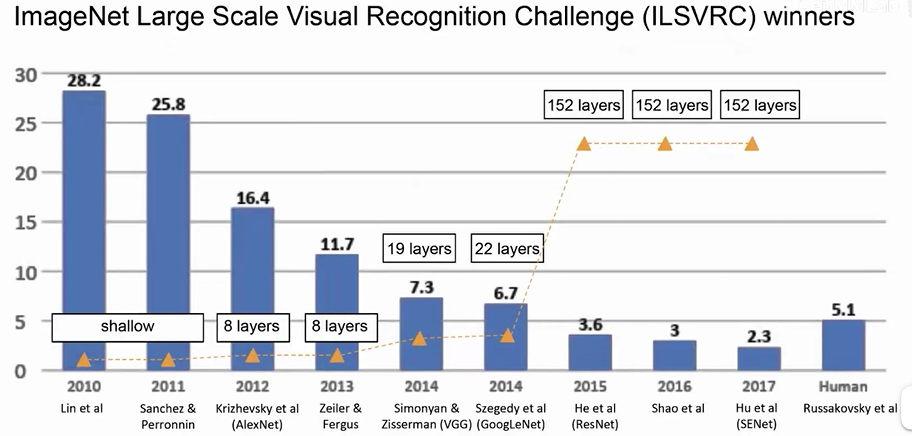 ImageNet Large Scale Visual Recognition Challenge (ILSVRC) winners
30
28.2
25.8
25
152 layers
152 layers
152 layers
20
16.4
15
11.7
19 layers
22 layers
10
7.3
6.7
5
shallow
8 layers
8 layers
3.6
3
2.3
5.1
0
2010
2011
2012
2013
2014
2014
2015
2016
2017
Human
Lin et al
Sanchez &
Perronnin
Krizhevsky et al
(AlexNet)
Zeiler &
Fergus
Simonyan &
Zisserman (VGG)
Szegedy et al
(GoogLeNet)
He et al
(ResNet)
Shao et al
Hu et al
(SENet)
Russakovsky et al